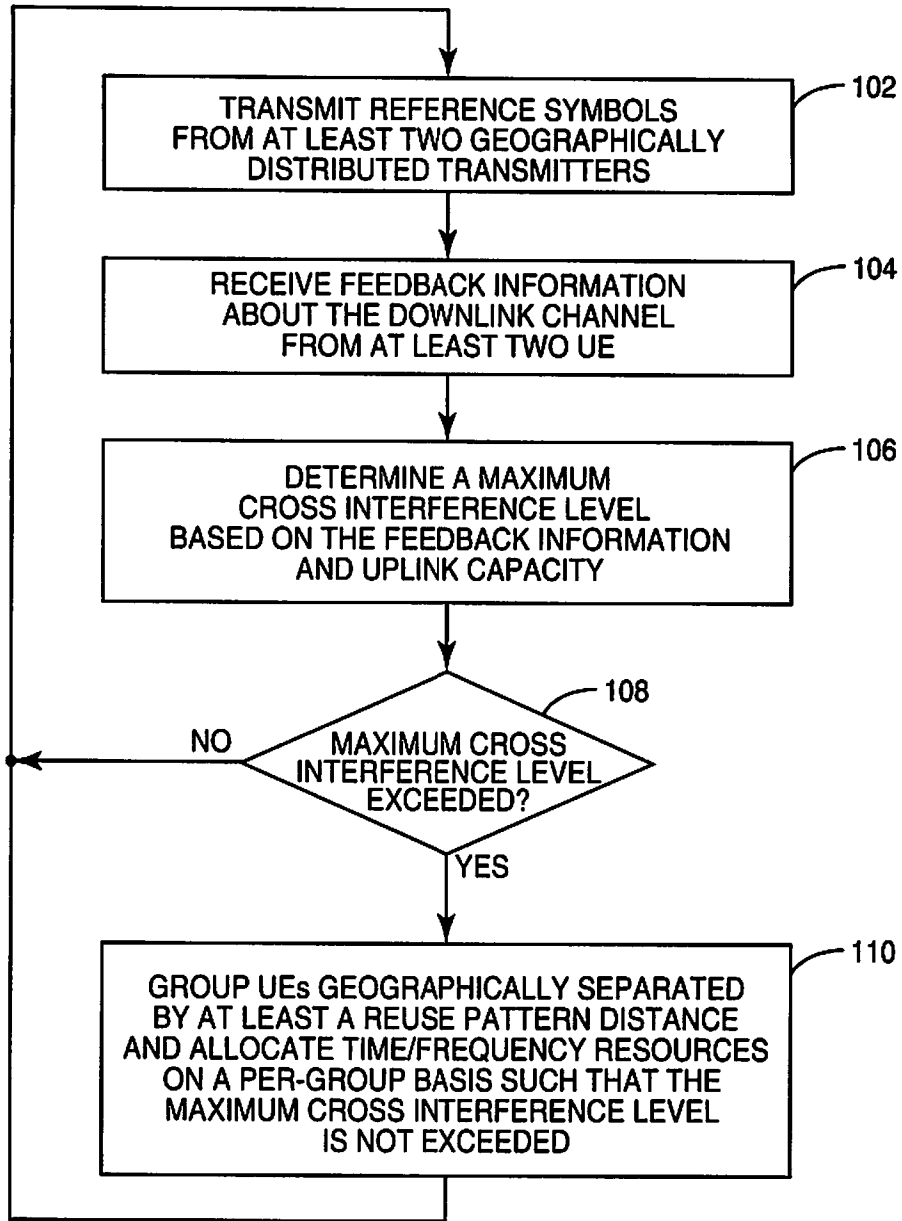 TRANSMIT REFERENCE SYMBOLS
FROM AT LEAST TWO GEOGRAPHICALLY
DISTRIBUTED TRANSMITTERS
102
RECEIVE FEEDBACK INFORMATION
ABOUT THE DOWNLINK CHANNEL
FROM AT LEAST TWO UE
104
DETERMINE A MAXIMUM
CROSS INTERFERENCE LEVEL
BASED ON THE FEEDBACK INFORMATION
AND UPLINK CAPACITY
106
MAXIMUM CROSS
INTERFERENCE LEVEL
EXCEEDED?
108
NO
YES
GROUP UEs GEOGRAPHICALLY SEPARATED
BY AT LEAST A REUSE PATTERN DISTANCE
AND ALLOCATE TIME/FREQUENCY RESOURCES
ON A PER-GROUP BASIS SUCH THAT THE
MAXIMUM CROSS INTERFERENCE LEVEL
IS NOT EXCEEDED
110